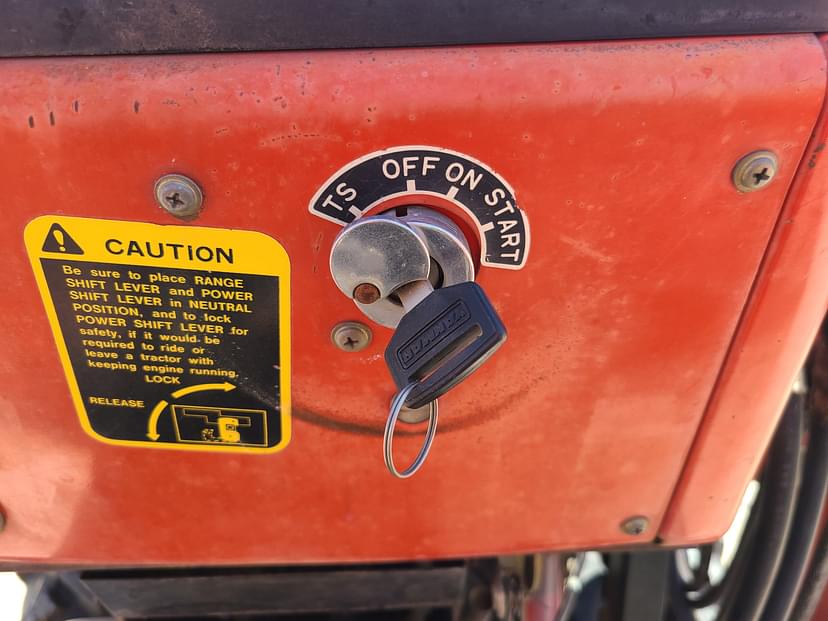 TS OFF ON START
CAUTION
Be sure to place RANGE
SHIFT LEVER and POWER
SHIFT LEVER in NEUTRAL
POSITION, and to lock
POWER SHIFT LEVER for
safety, if it would be
required to ride or
leave a tractor with
keeping engine running.
LOCK
RELEASE
YANMAR